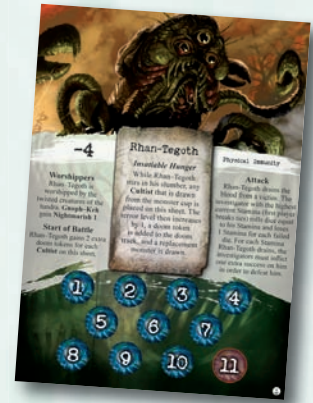 -4
Worshippers
Rhan-Tegoth is
worshipped by the
twisted creatures of the
tundra. Gnoph-Keh
gain Nightmarish 1
Start of Battle
Rhan-Tegoth gains 2 extra
doom tokens for each
Cultist on this sheet.
Rhan-Tegoth
Insatiable Hunger
While Rhan-Tegoth
stirs in his slumber, any
Cultist that is drawn
from the monster cup is
placed on this sheet. The
terror level then increases
by 1, a doom token
is added to the doom
track, and a replacement
monster is drawn.
Physical Immunity
Attack
Rhan-Tegoth drains the
blood from a victim. The
investigator with the highest
current Stamina (first player
breaks ties) rolls dice equal
to his Stamina and loses
1 Stamina for each failed
die. For each Stamina
Rhan-Tegoth drains, the
investigators must inflict
one extra success on him
in order to defeat him.
1 2 3 4
5 6 7
8 9 10 11